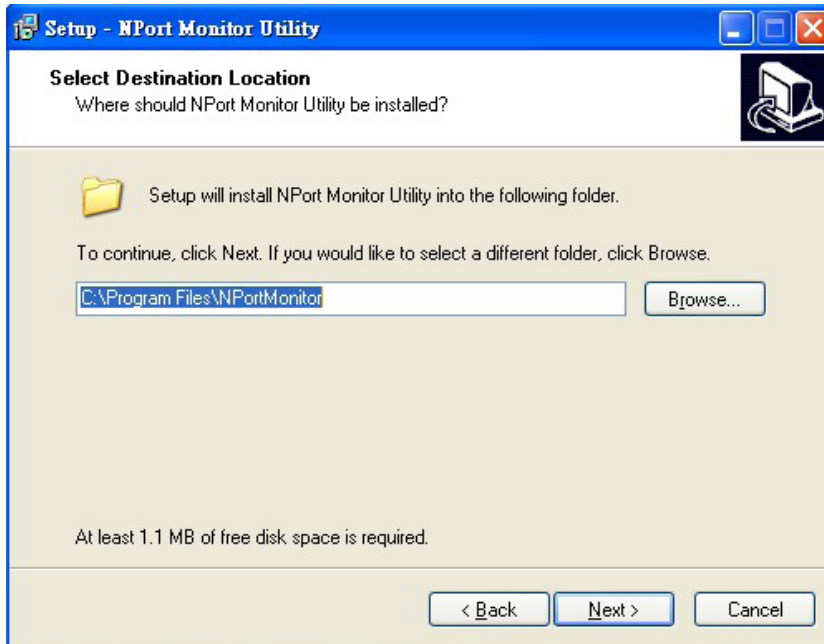 Setup - NPort Monitor Utility
Select Destination Location
Where should NPort Monitor Utility be installed?
Setup will install NPort Monitor Utility into the following folder.
To continue, click Next. If you would like to select a different folder, click Browse.
C:\Program Files\NPortMonitor
Browse...
At least 1.1 MB of free disk space is required.
< Back
Next >
Cancel